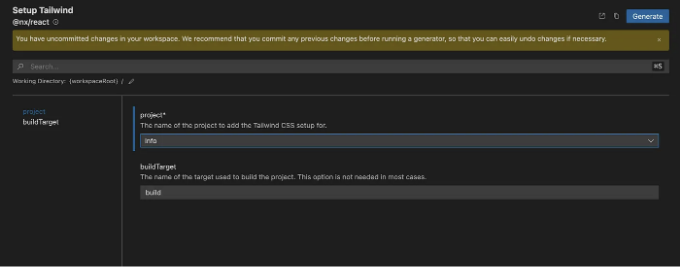 Setup Tailwind
@nx/react
Generate
You have uncommitted changes in your workspace. We recommend that you commit any previous changes before running a generator, so that you can easily undo changes if necessary.
Search...
⌘S
Working Directory: {workspaceRoot} /
project
buildTarget
project*
The name of the project to add the Tailwind CSS setup for.
info
buildTarget
The name of the target used to build the project. This option is not needed in most cases.
build